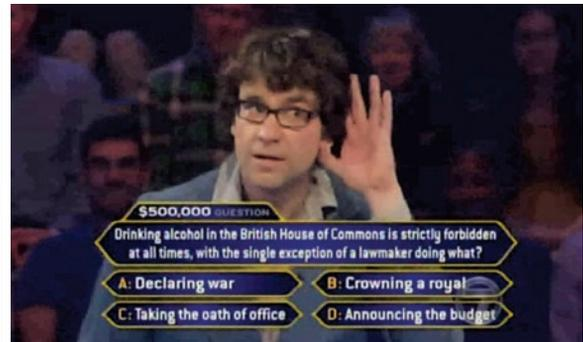 $500,000 QUESTION
Drinking alcohol in the British House of Commons is strictly forbidden
at all times, with the single exception of a lawmaker doing what?
A: Declaring war
B: Crowning a royal
C: Taking the oath of office
D: Announcing the budget
7